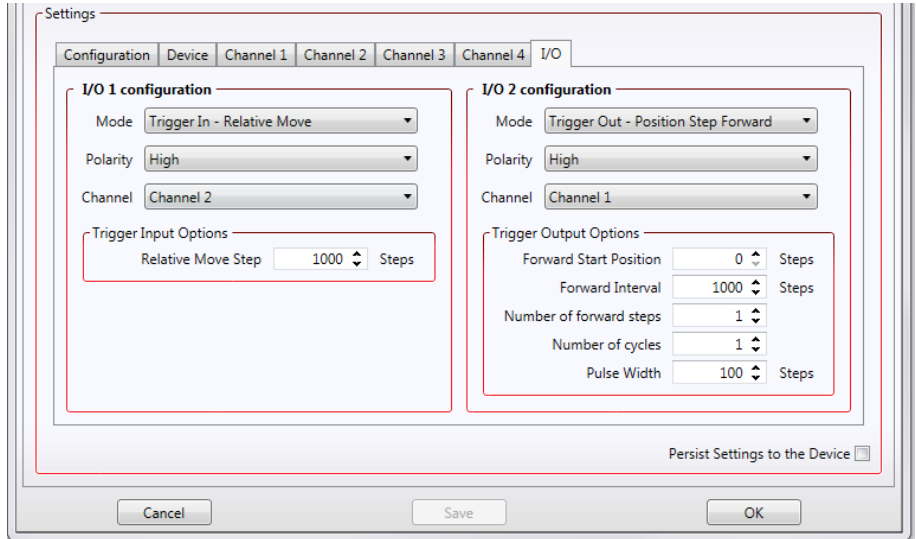 Settings
Configuration Device Channel 1 Channel 2 Channel 3 Channel 4 I/O
I/O 1 configuration
Mode Trigger In - Relative Move
Polarity High
Channel Channel 2
Trigger Input Options
Relative Move Step 1000 Steps
I/O 2 configuration
Mode Trigger Out - Position Step Forward
Polarity High
Channel Channel 1
Trigger Output Options
Forward Start Position 0 Steps
Forward Interval 1000 Steps
Number of forward steps 1
Number of cycles 1
Pulse Width 100 Steps
Persist Settings to the Device
Cancel Save OK